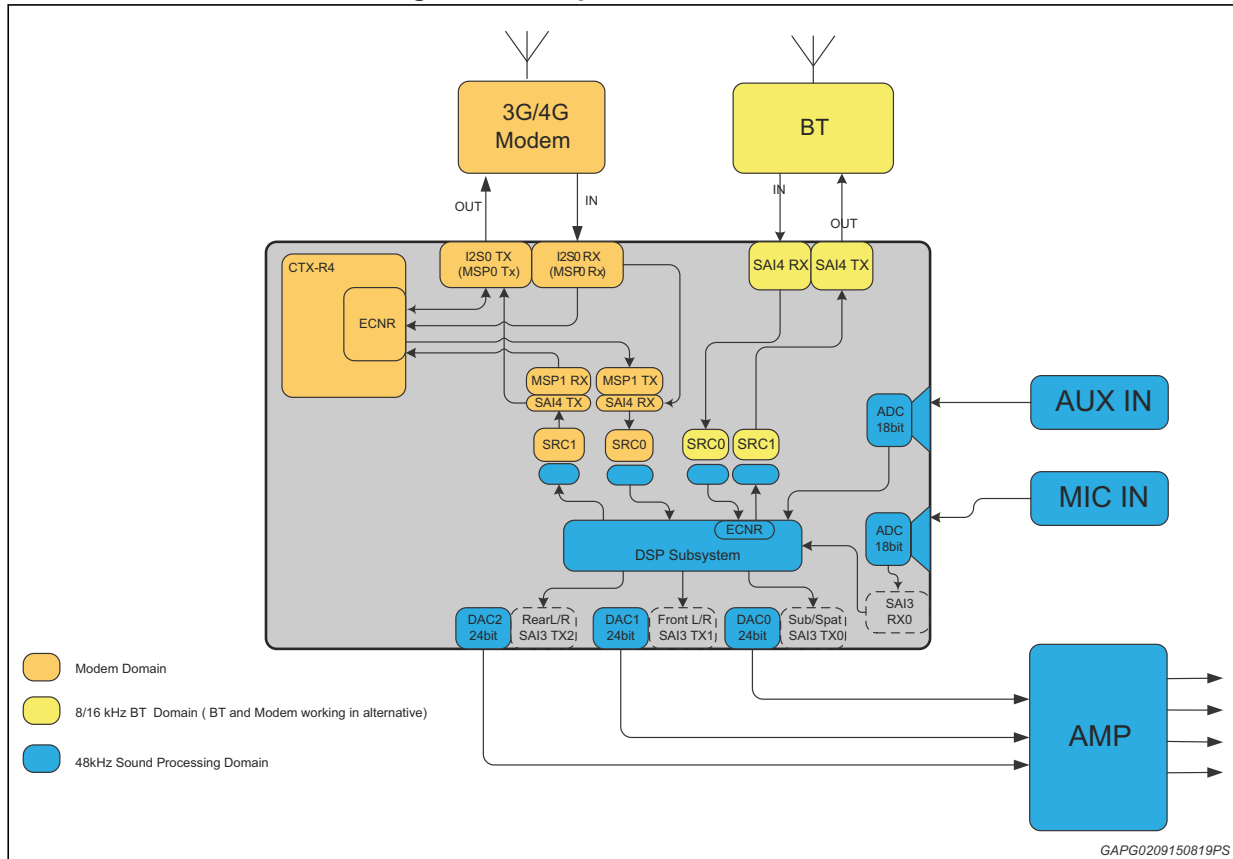 3G/4G
Modem
BT
OUT
IN
IN
OUT
CTX-R4
ECNR
I2S0 TX
(MSP0 Tx)
I2S0 RX
(MSP0 Rx)
SAI4 RX
SAI4 TX
MSP1 RX
SAI4 TX
MSP1 TX
SAI4 RX
SRC1
SRC0
SRC0
SRC1
ADC
18bit
AUX IN
MIC IN
ADC
18bit
ECNR
DSP Subsystem
SAI3
RX0
DAC2
24bit
RearL/R
SAI3 TX2
DAC1
24bit
Front L/R
SAI3 TX1
DAC0
24bit
Sub/Spat
SAI3 TX0
AMP
Modem Domain
8/16 kHz BT Domain ( BT and Modem working in alternative)
48kHz Sound Processing Domain
GAPG0209150819PS